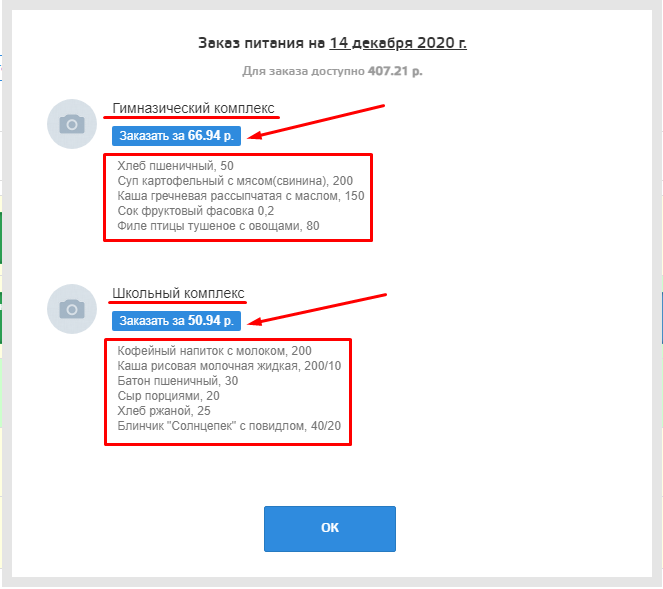 Заказ питания на 14 декабря 2020 г.
Для заказа доступно 407.21 р.
Гимназический комплекс
Заказать за 66.94 р.
Хлеб пшеничный, 50
Суп картофельный с мясом(свинина), 200
Каша гречневая рассыпчатая с маслом, 150
Сок фруктовый фасовка 0,2
Филе птицы тушеное с овощами, 80
Школьный комплекс
Заказать за 50.94 р.
Кофейный напиток с молоком, 200
Каша рисовая молочная жидкая, 200/10
Батон пшеничный, 30
Сыр порциями, 20
Хлеб ржаной, 25
Блинчик "Солнцепек" с повидлом, 40/20
ОК